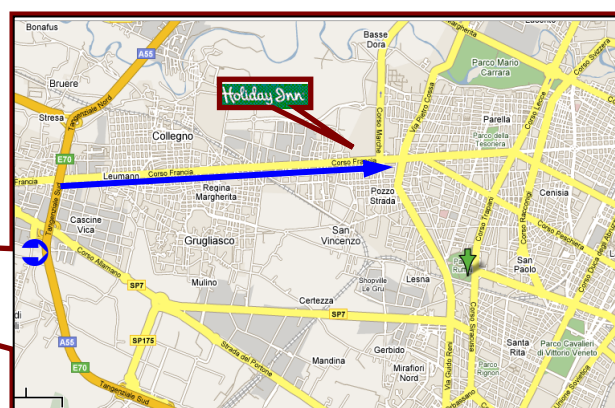 Bonafus
Basse
Dora
A55
Corso Svizzera
Parco Mario
Carrara
Bruere
Tangenziale Nord
Holiday Inn
Via Pietro Cossa
Corso Lecce
Stresa
Collegno
Corso Marche
Parella
Parco della
Tesoriera
E70
Corso Francia
Francia
Leumann
Corso Francia
Tangenziale Sud
Regina
Margherita
Pozzo
Strada
Cenisia
Corso Trapani
Corso Racconigi
Cascine
Vica
San
Vincenzo
Corso Peschiera
Grugliasco
Corso Allamano
San
Paolo
Mulino
SP7
Shopville
Le Gru
Lesna
Certezza
SP7
A55
SP175
Strada del Portone
Gerbido
Corso Siracusa
Santa
Rita
Parco Cavalieri
di Vittorio Veneto
Mandina
Mirafiori
Nord
Via Guido Reni
Parco
Rignon
E70
Tangenziale Sud